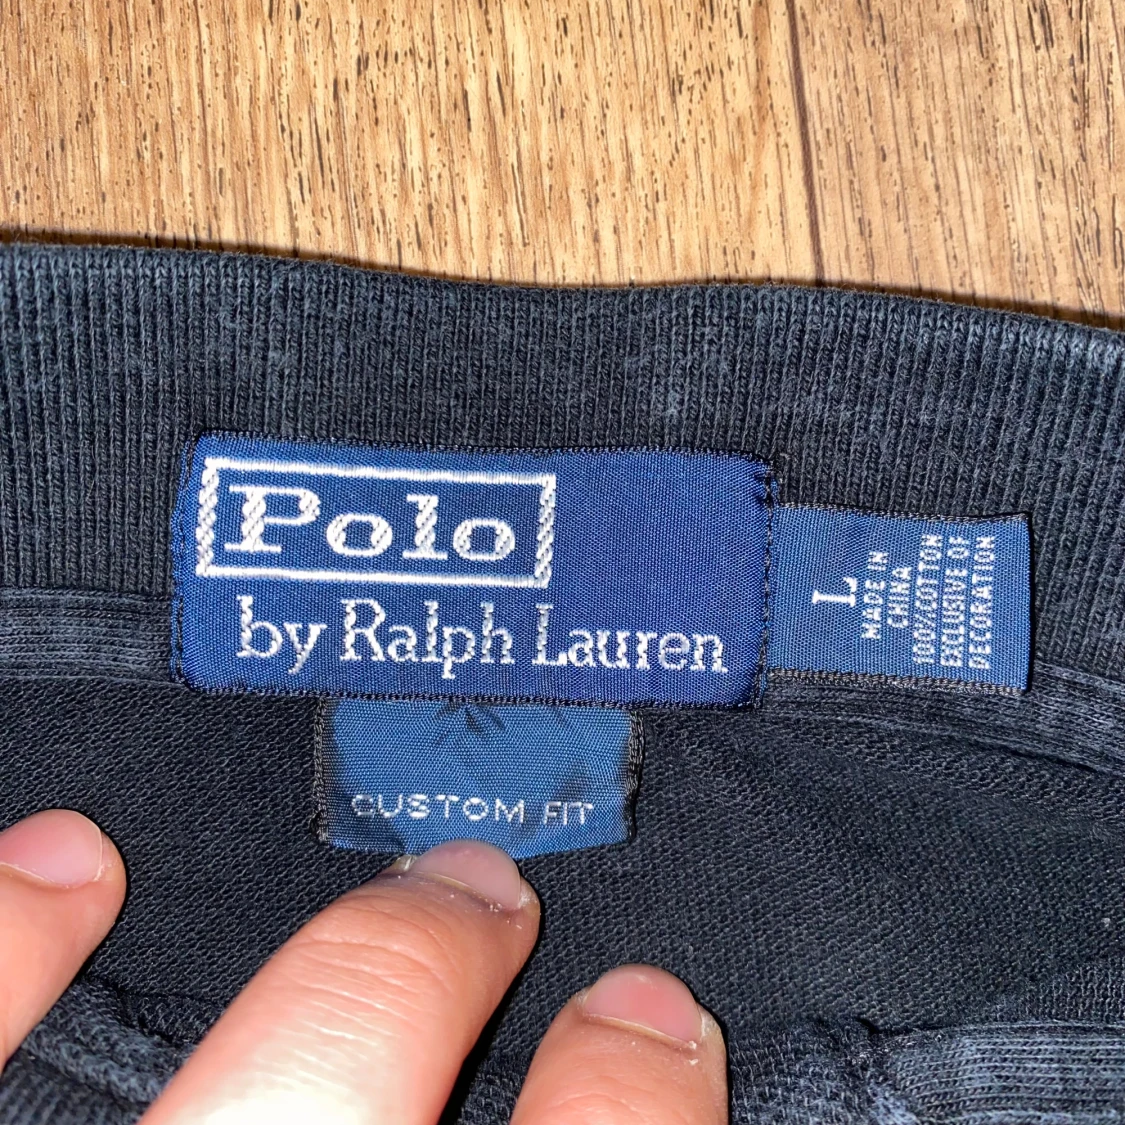 Polo
by Ralph Lauren
L
MADE IN
CHINA
100%COTTON
EXCLUSIVE OF
DECORATION
CUSTOM FIT